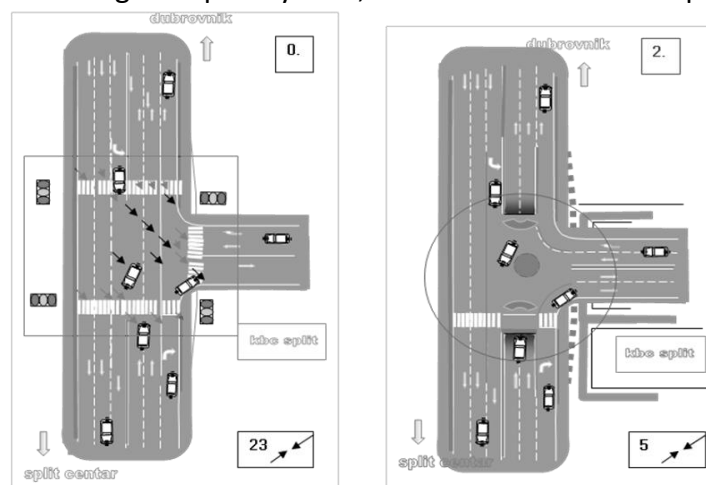 dubrovnik
0.
kbc split
23
split centar
dubrovnik
2.
kbc split
5
split centar